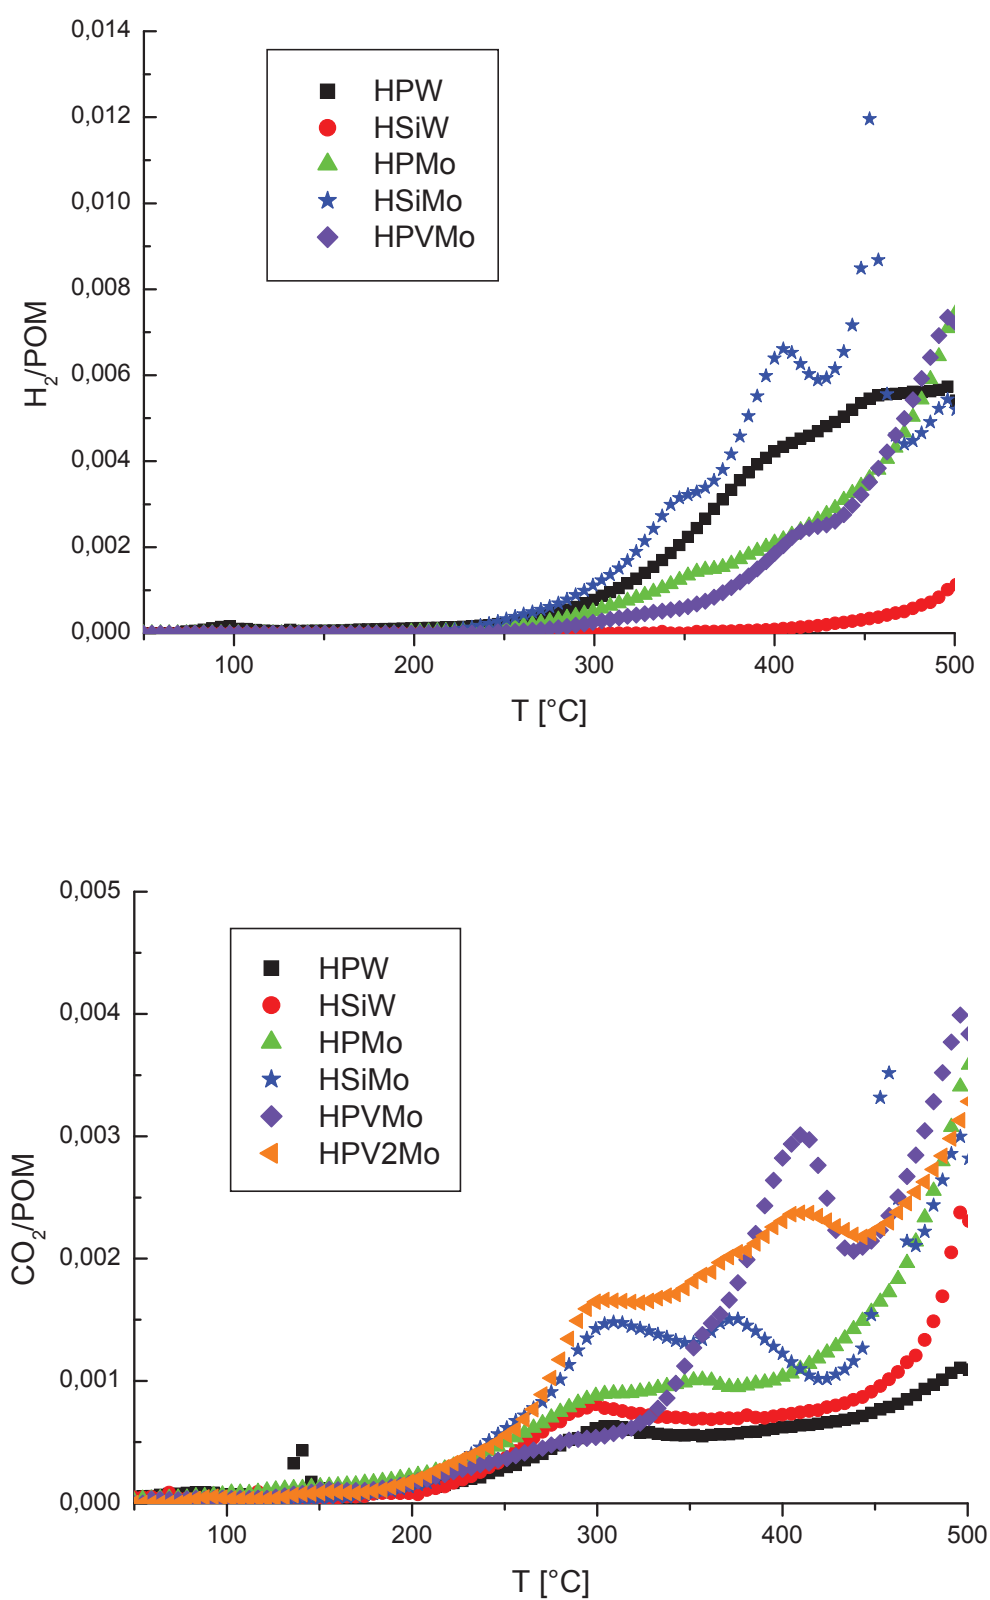 0,014
0,012
0,010
0,008
0,006
0,004
0,002
0,000
H2/POM
HPW
HSiW
HPMo
HSiMo
HPVMo
100
200
300
400
500
T [°C]
0,005
0,004
0,003
0,002
0,001
0,000
CO2/POM
HPW
HSiW
HPMo
HSiMo
HPVMo
HPV2Mo
100
200
300
400
500
T [°C]